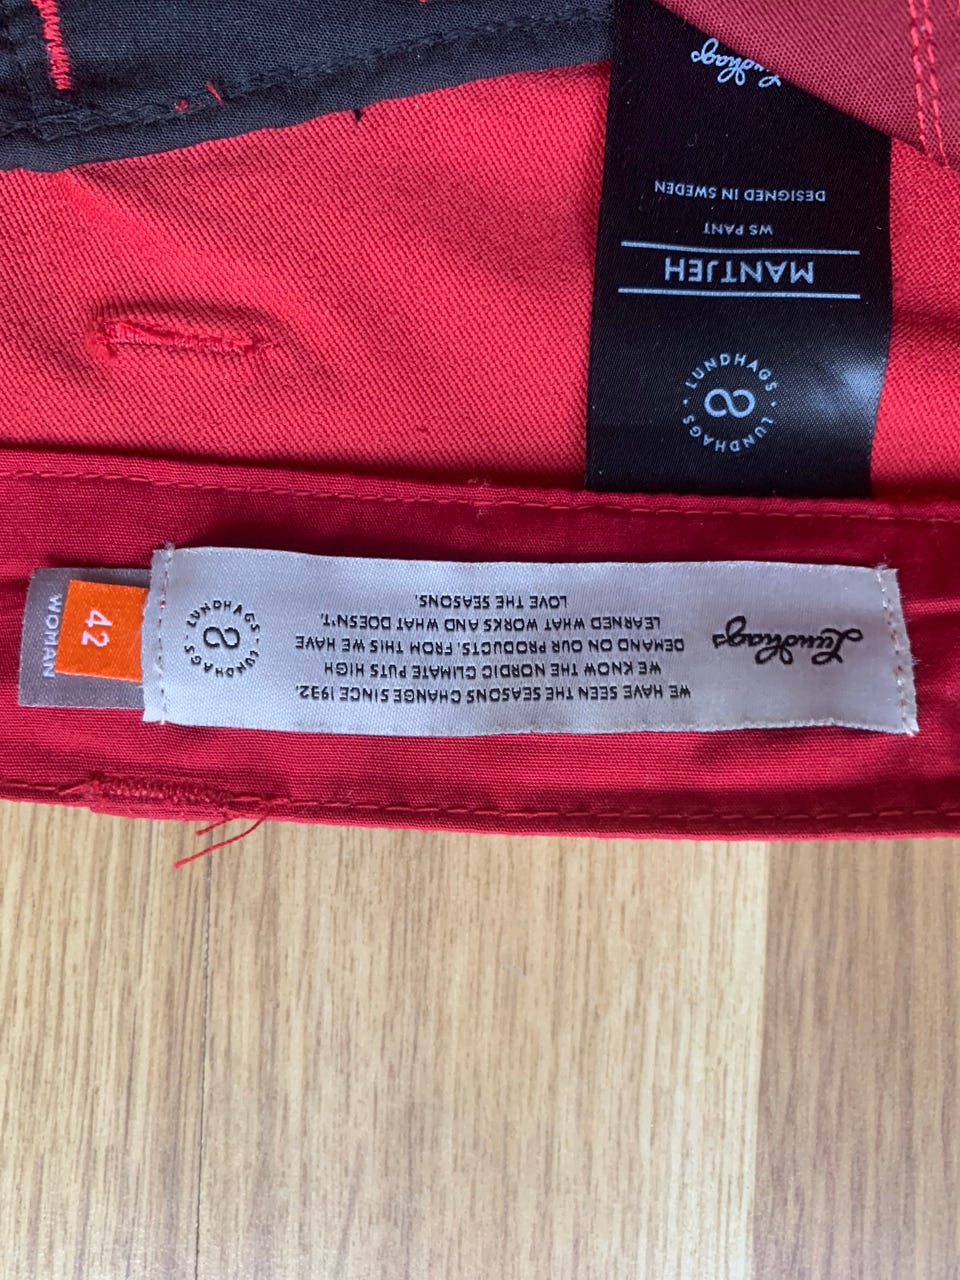 Lundhags
DESIGNED IN SWEDEN
WS PANT
MANTJEH
LUNDHAGS · LUNDHAGS ·
42
WOMAN
Lundhags
WE HAVE SEEN THE SEASONS CHANGE SINCE 1932.
WE KNOW THE NORDIC CLIMATE PUTS HIGH
DEMAND ON OUR PRODUCTS. FROM THIS WE HAVE
LEARNED WHAT WORKS AND WHAT DOESN'T.
LOVE THE SEASONS.
LUNDHAGS · LUNDHAGS ·